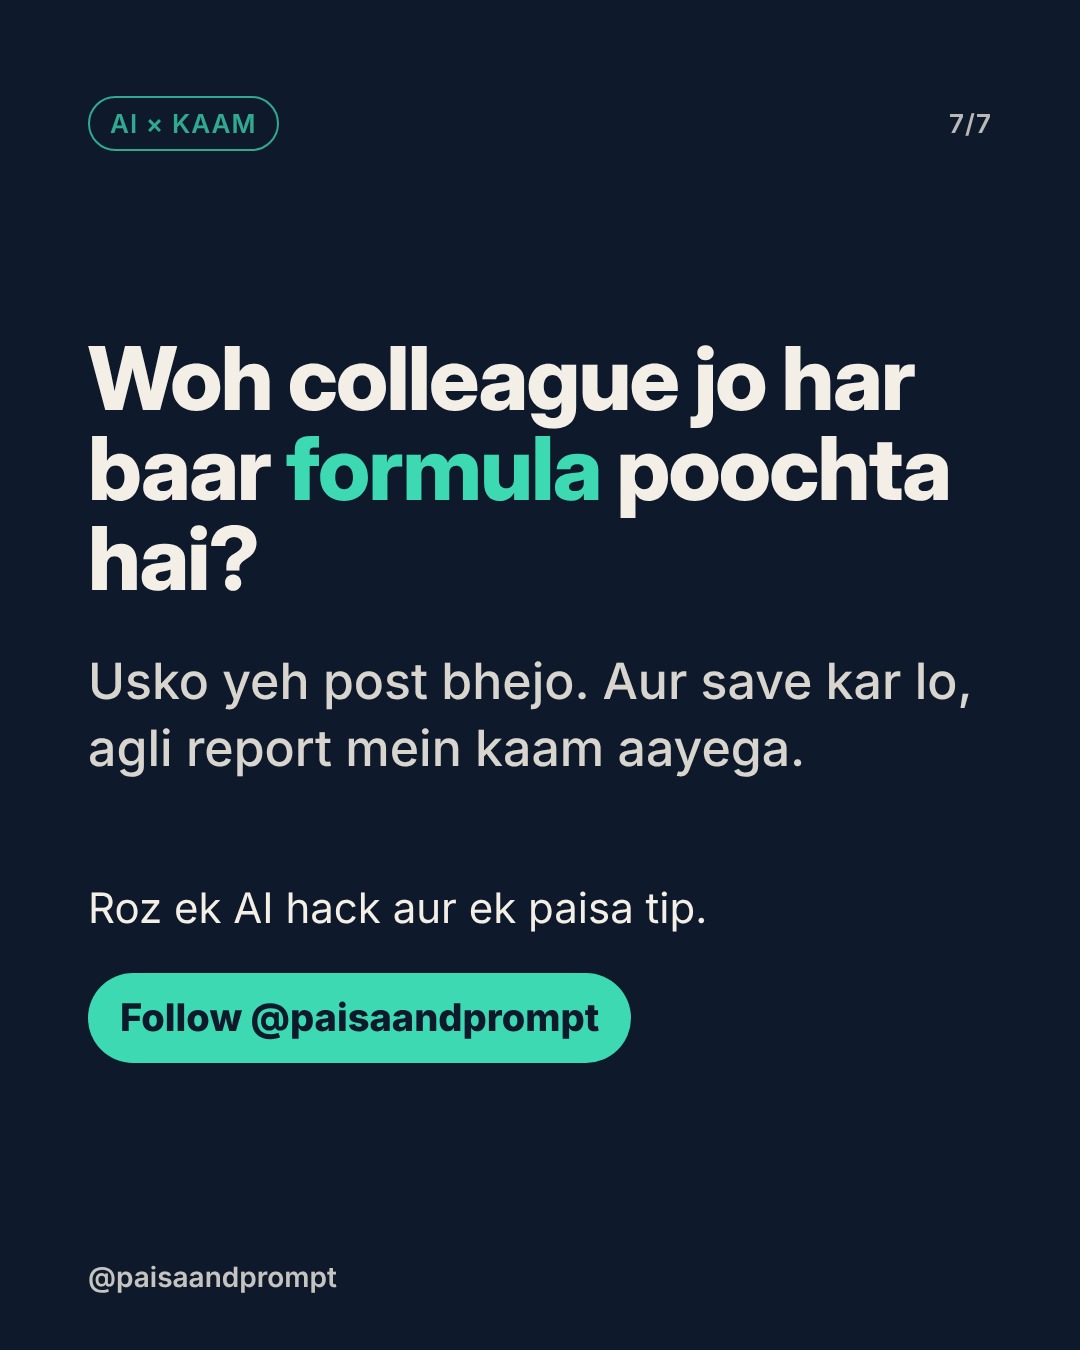 AI × KAAM
7/7
Woh colleague jo har
baar formula poochta
hai?
Usko yeh post bhejo. Aur save kar lo,
agli report mein kaam aayega.
Roz ek AI hack aur ek paisa tip.
Follow @paisaandprompt
@paisaandprompt